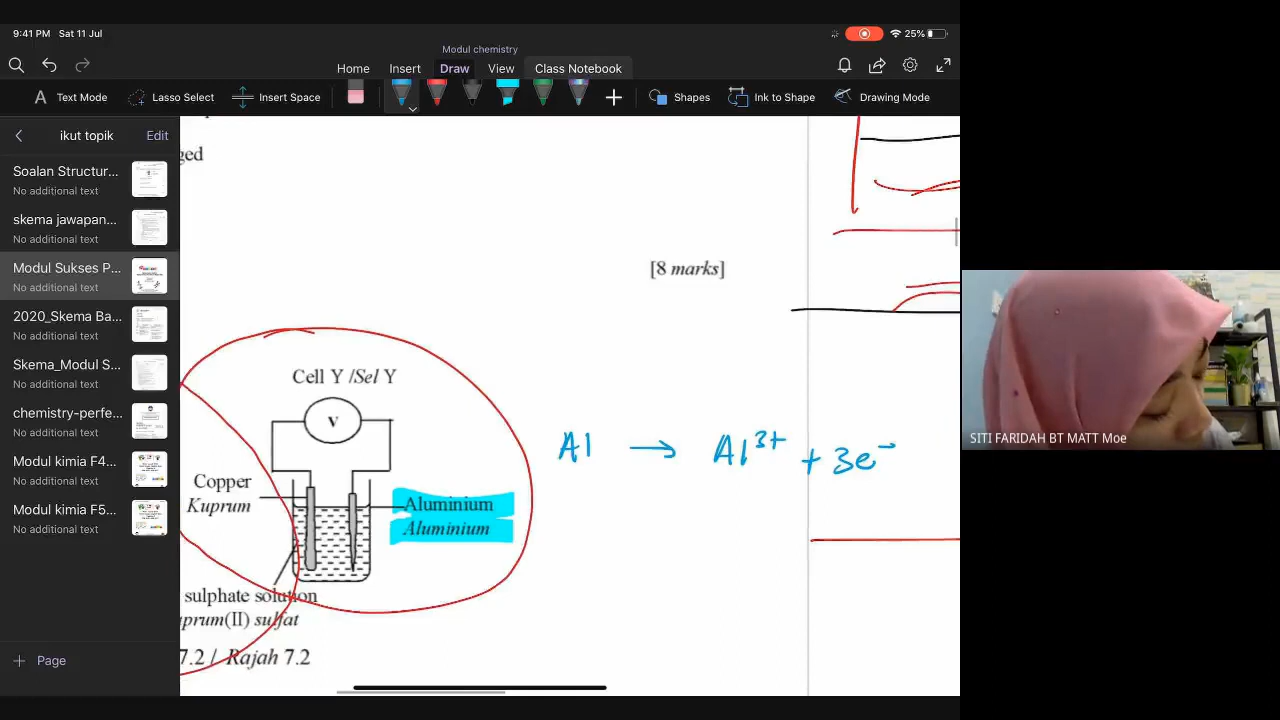 9:41 PM Sat 11 Jul
25%
Modul chemistry
Home Insert Draw View Class Notebook
Text Mode Lasso Select Insert Space Shapes Ink to Shape Drawing Mode
ikut topik Edit
Soalan Structur...
No additional text
skema jawapan...
No additional text
Modul Sukses P...
No additional text
2020_Skema Ba...
No additional text
Skema_Modul S...
No additional text
chemistry-perfe...
No additional text
Modul kimia F4...
No additional text
Modul kimia F5...
No additional text
Page
ged
[8 marks]
Cell Y /Sel Y
V
Copper
Kuprum
Aluminium
Aluminium
sulphate solution
uprum(II) sulfat
7.2 / Rajah 7.2
Al → Al³⁺ + 3e⁻
SITI FARIDAH BT MATT Moe